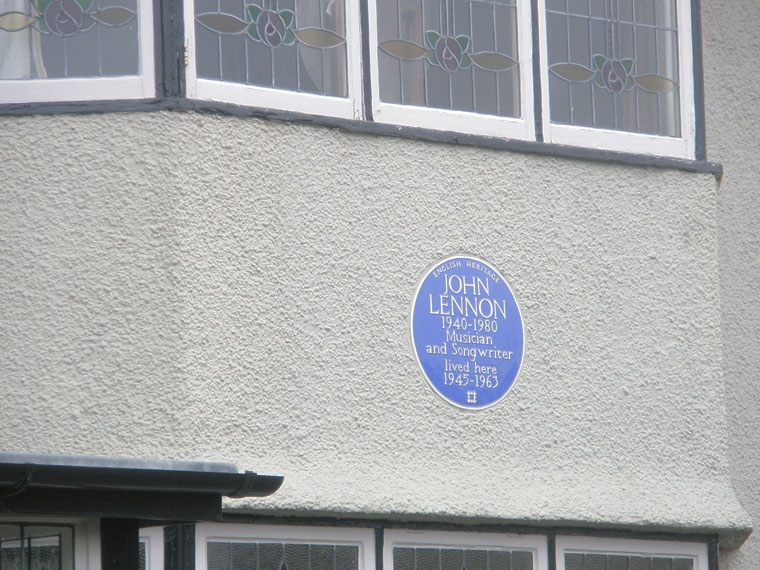 ENGLISH HERITAGE
JOHN
LENNON
1940-1980
Musician
and Songwriter
lived here
1945-1963